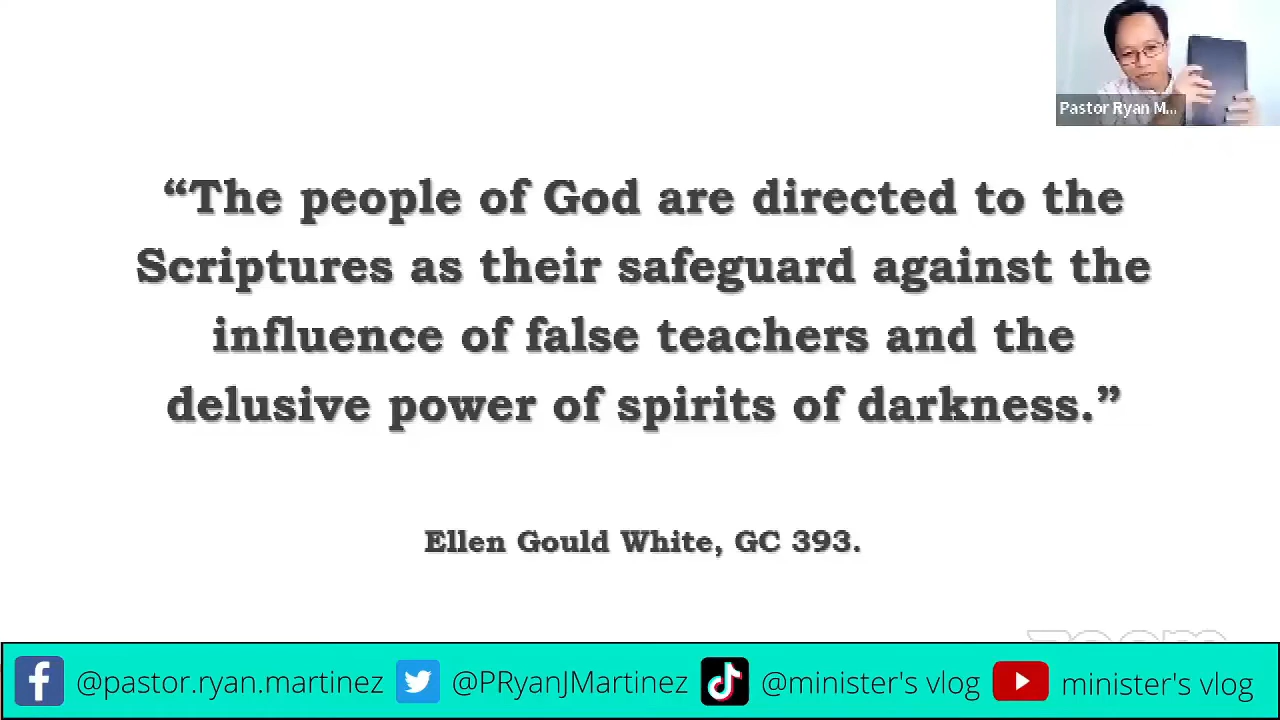 Pastor Ryan M...
“The people of God are directed to the
Scriptures as their safeguard against the
influence of false teachers and the
delusive power of spirits of darkness.”
Ellen Gould White, GC 393.
zoom
@pastor.ryan.martinez @PRyanJMartinez @minister's vlog minister's vlog